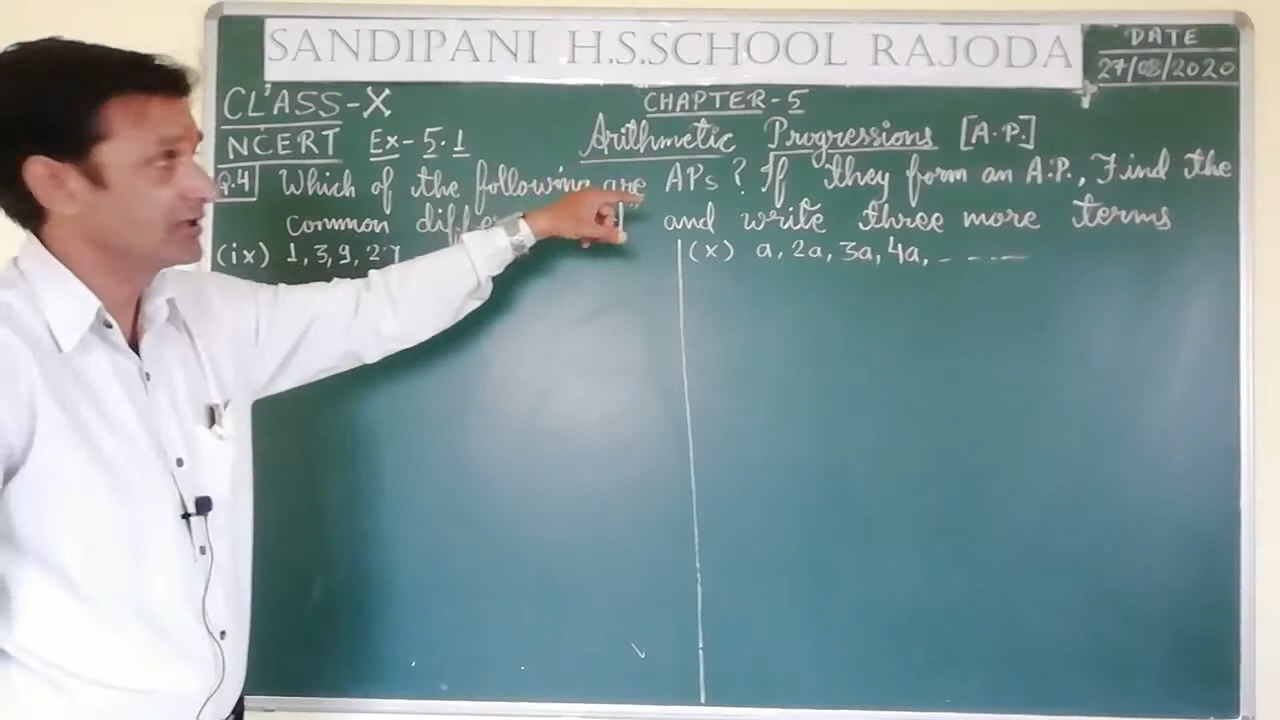 SANDIPANI H.S.SCHOOL RAJODA
DATE
27/08/2020
CLASS-X
CHAPTER-5
NCERT Ex-5.1
Arithmetic Progressions [A.P.]
Q.4 Which of the following are APs? If they form an A.P., Find the
common and write three more terms
(ix) 1, 3, 9, 27
(x) a, 2a, 3a, 4a, - - - - -